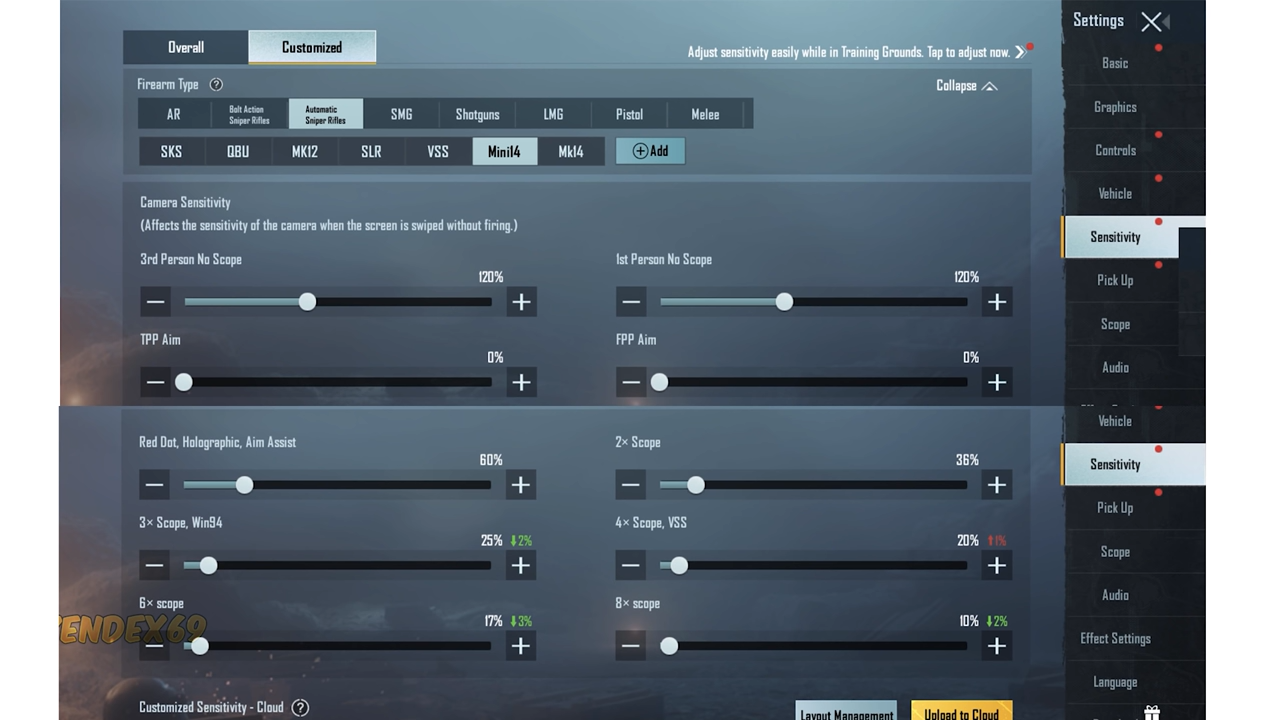 Overall
Customized
Adjust sensitivity easily while in Training Grounds. Tap to adjust now.
Settings
Firearm Type ?
Collapse
AR
Bolt Action
Sniper Rifles
Automatic
Sniper Rifles
SMG
Shotguns
LMG
Pistol
Melee
SKS
QBU
MK12
SLR
VSS
Mini14
Mk14
Add
Camera Sensitivity
(Affects the sensitivity of the camera when the screen is swiped without firing.)
3rd Person No Scope
120%
1st Person No Scope
120%
TPP Aim
0%
FPP Aim
0%
Basic
Graphics
Controls
Vehicle
Sensitivity
Pick Up
Scope
Audio
Red Dot, Holographic, Aim Assist
60%
2× Scope
36%
3× Scope, Win94
25% 2%
4× Scope, VSS
20% 1%
6× scope
17% 3%
8× scope
10% 2%
ENDEX69
Customized Sensitivity - Cloud ?
Layout Management
Upload to Cloud
Vehicle
Sensitivity
Pick Up
Scope
Audio
Effect Settings
Language